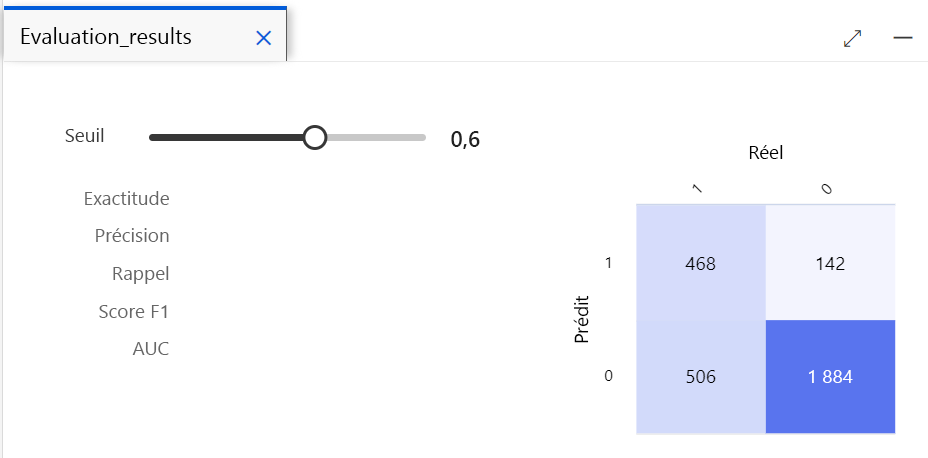 Evaluation_results
Seuil 0,6
Exactitude
Précision
Rappel
Score F1
AUC
Réel
1 0
Prédit
1 468 142
0 506 1 884